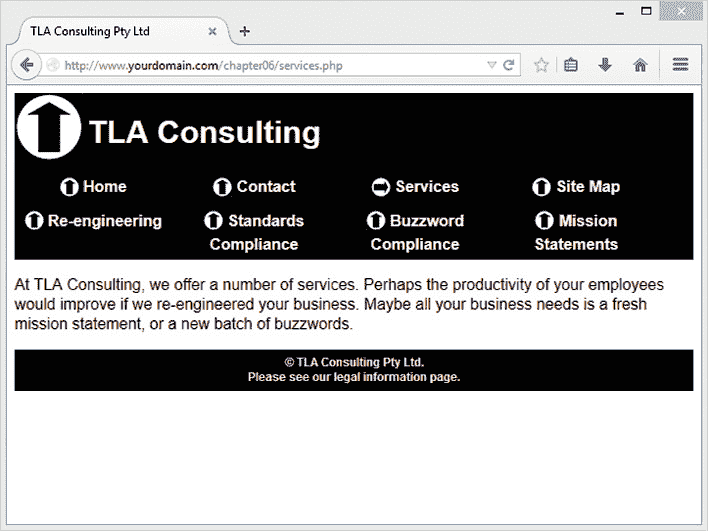 TLA Consulting Pty Ltd
http://www.yourdomain.com/chapter06/services.php
TLA Consulting
Home Contact Services Site Map
Re-engineering Standards Buzzword Mission
Compliance Compliance Statements
At TLA Consulting, we offer a number of services. Perhaps the productivity of your employees
would improve if we re-engineered your business. Maybe all your business needs is a fresh
mission statement, or a new batch of buzzwords.
© TLA Consulting Pty Ltd.
Please see our legal information page.